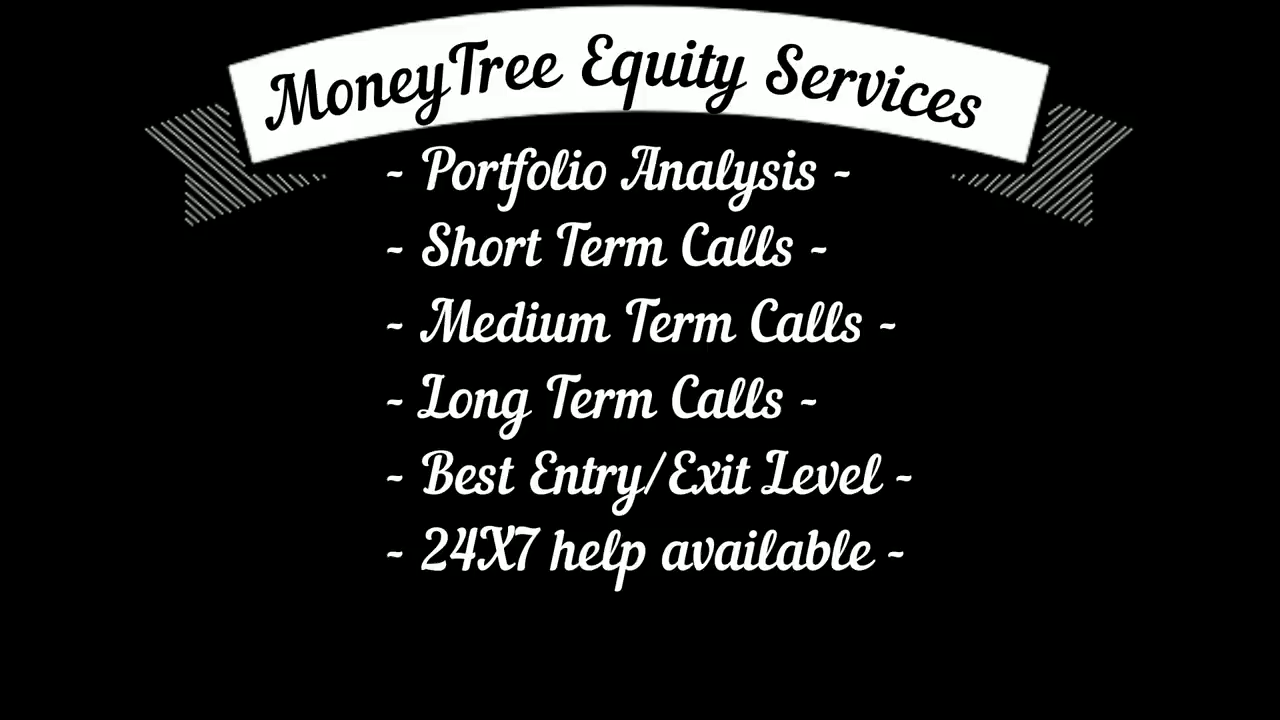 MoneyTree Equity Services
- Portfolio Analysis -
- Short Term Calls -
- Medium Term Calls -
- Long Term Calls -
- Best Entry/Exit Level -
- 24X7 help available -